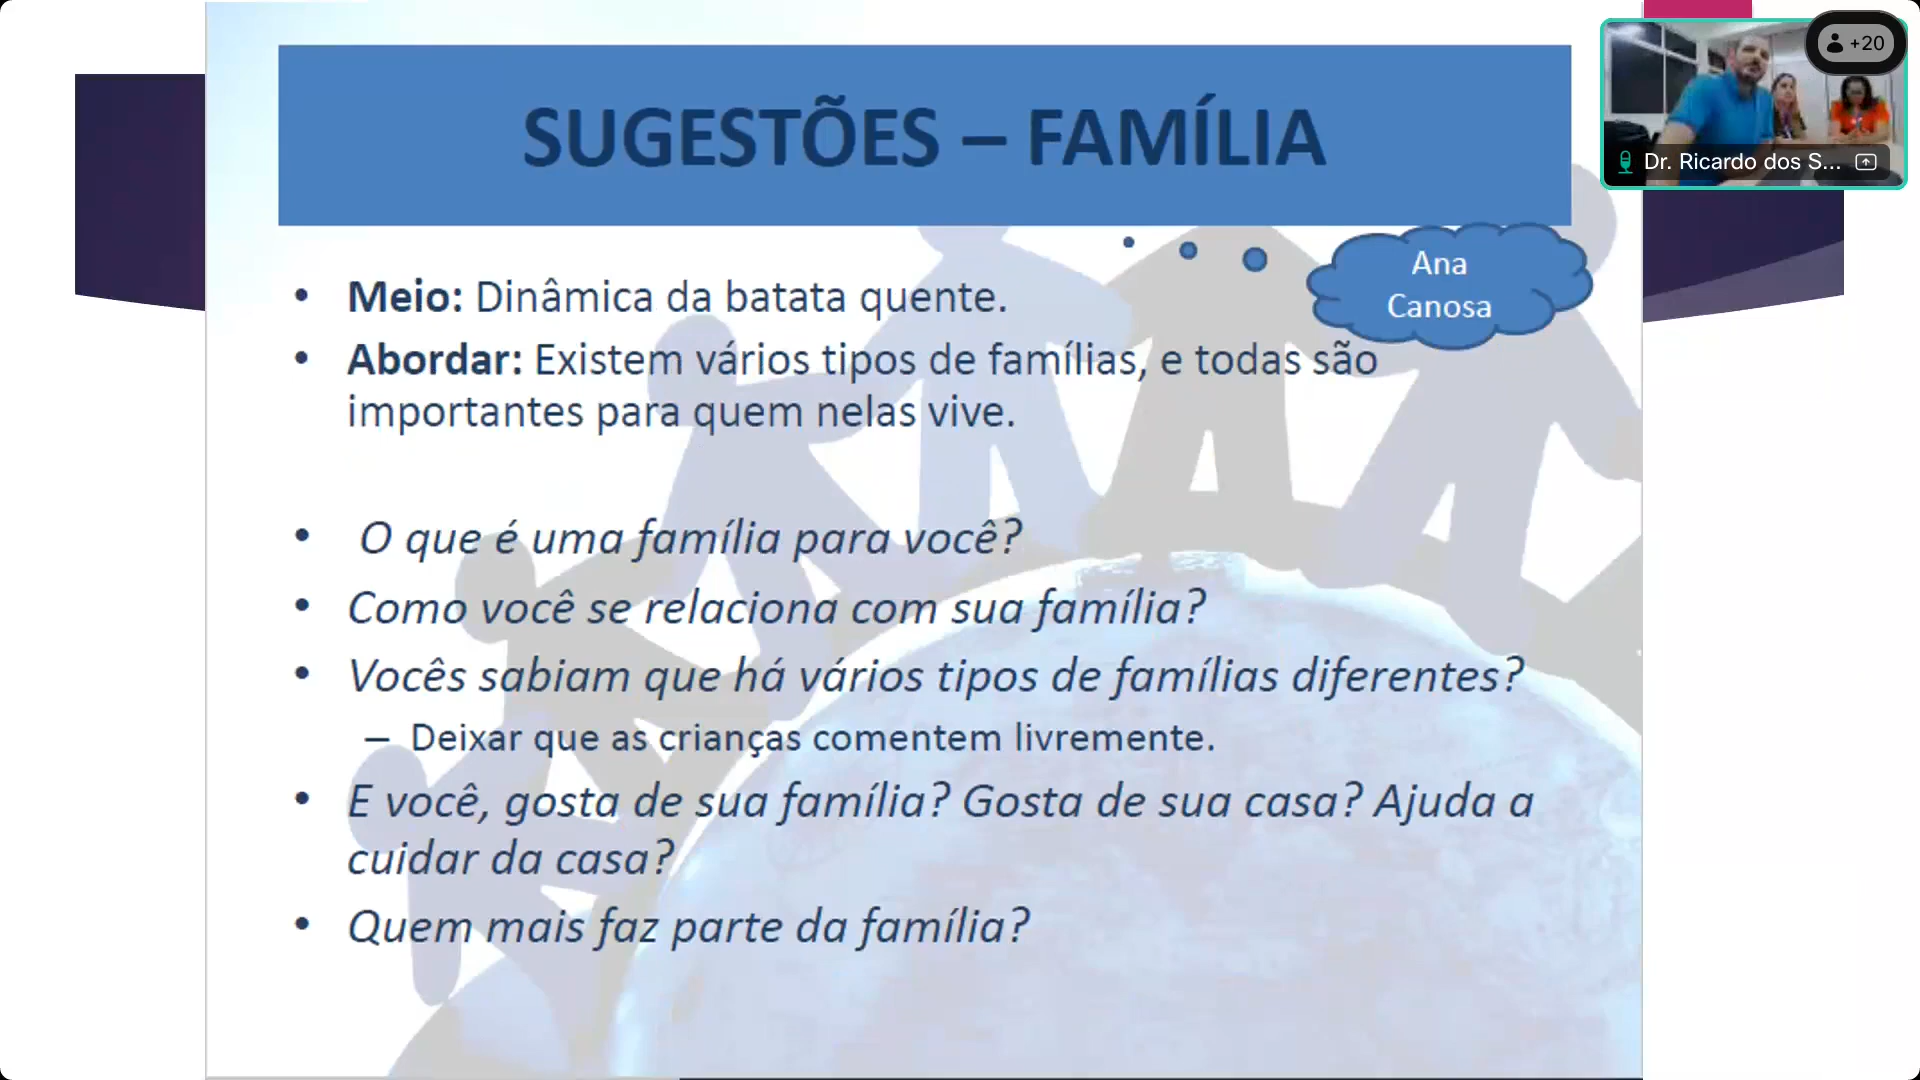 SUGESTÕES – FAMÍLIA
+20
Dr. Ricardo dos S...
Ana
Canosa
• Meio: Dinâmica da batata quente.
• Abordar: Existem vários tipos de famílias, e todas são
importantes para quem nelas vive.
• O que é uma família para você?
• Como você se relaciona com sua família?
• Vocês sabiam que há vários tipos de famílias diferentes?
– Deixar que as crianças comentem livremente.
• E você, gosta de sua família? Gosta de sua casa? Ajuda a
cuidar da casa?
• Quem mais faz parte da família?